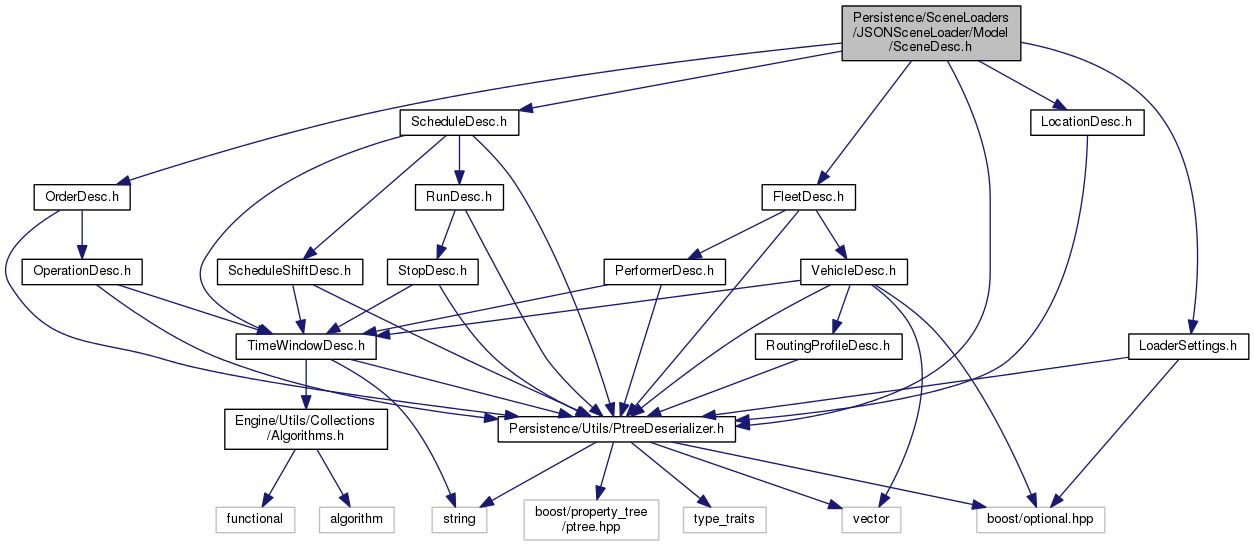 Persistence/SceneLoaders
/JSONSceneLoader/Model
/SceneDesc.h
ScheduleDesc.h
LocationDesc.h
OrderDesc.h
RunDesc.h
FleetDesc.h
OperationDesc.h
ScheduleShiftDesc.h
StopDesc.h
PerformerDesc.h
VehicleDesc.h
TimeWindowDesc.h
RoutingProfileDesc.h
LoaderSettings.h
Engine/Utils/Collections
/Algorithms.h
Persistence/Utils/PtreeDeserializer.h
functional
algorithm
string
boost/property_tree
/ptree.hpp
type_traits
vector
boost/optional.hpp